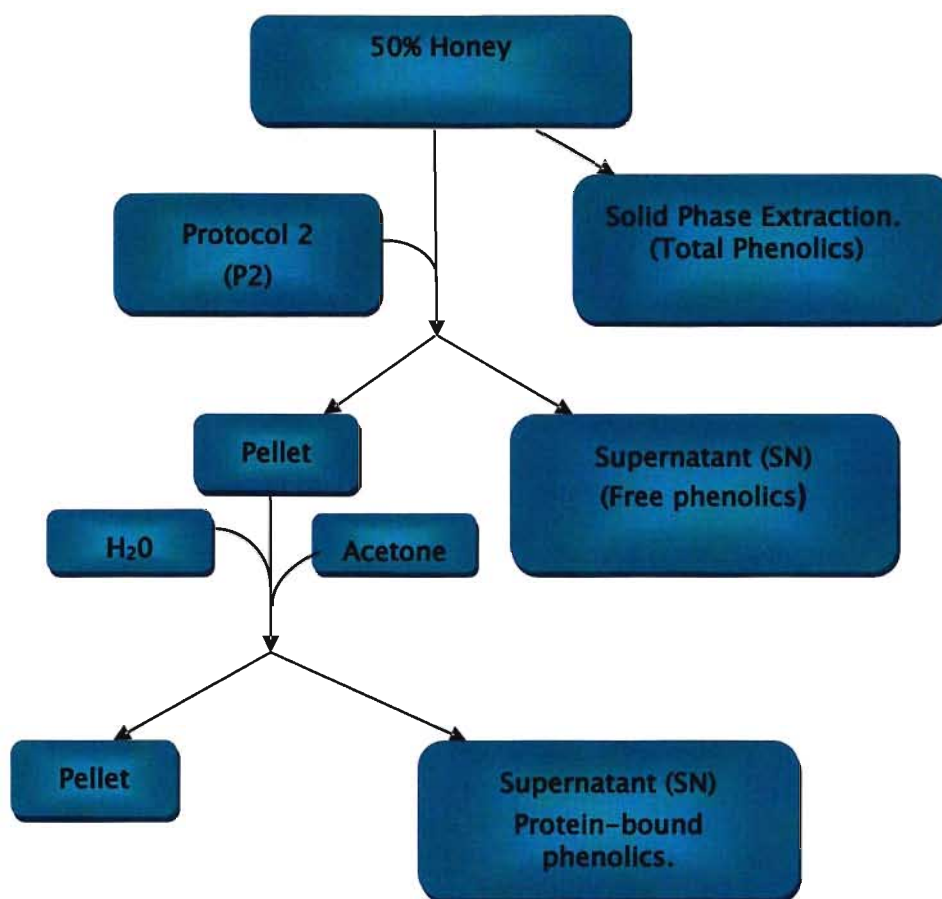 50% Honey
Solid Phase Extraction.
(Total Phenolics)
Protocol 2
(P2)
Pellet
Supernatant (SN)
(Free phenolics)
H₂0
Acetone
Pellet
Supernatant (SN)
Protein-bound
phenolics.